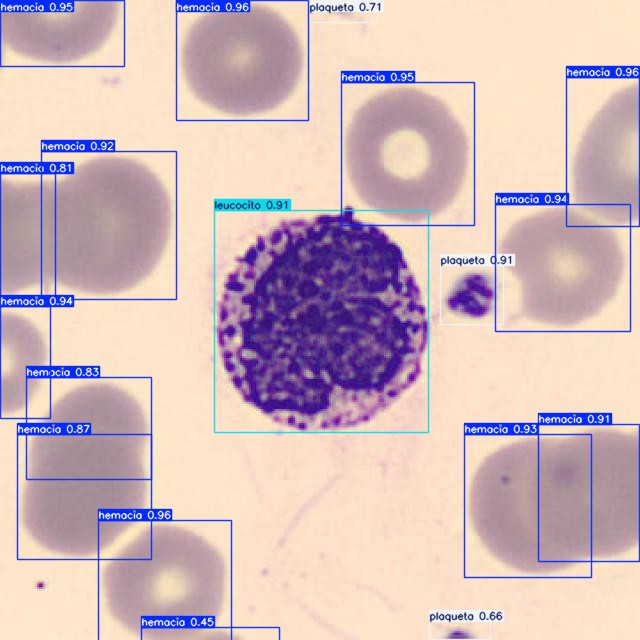 hemacia 0.95
hemacia 0.96
plaqueta 0.71
hemacia 0.95
hemacia 0.96
hemacia 0.92
hemacia 0.81
leucocito 0.91
hemacia 0.94
plaqueta 0.91
hemacia 0.94
hemacia 0.83
hemacia 0.87
hemacia 0.93
hemacia 0.91
hemacia 0.96
hemacia 0.45
plaqueta 0.66